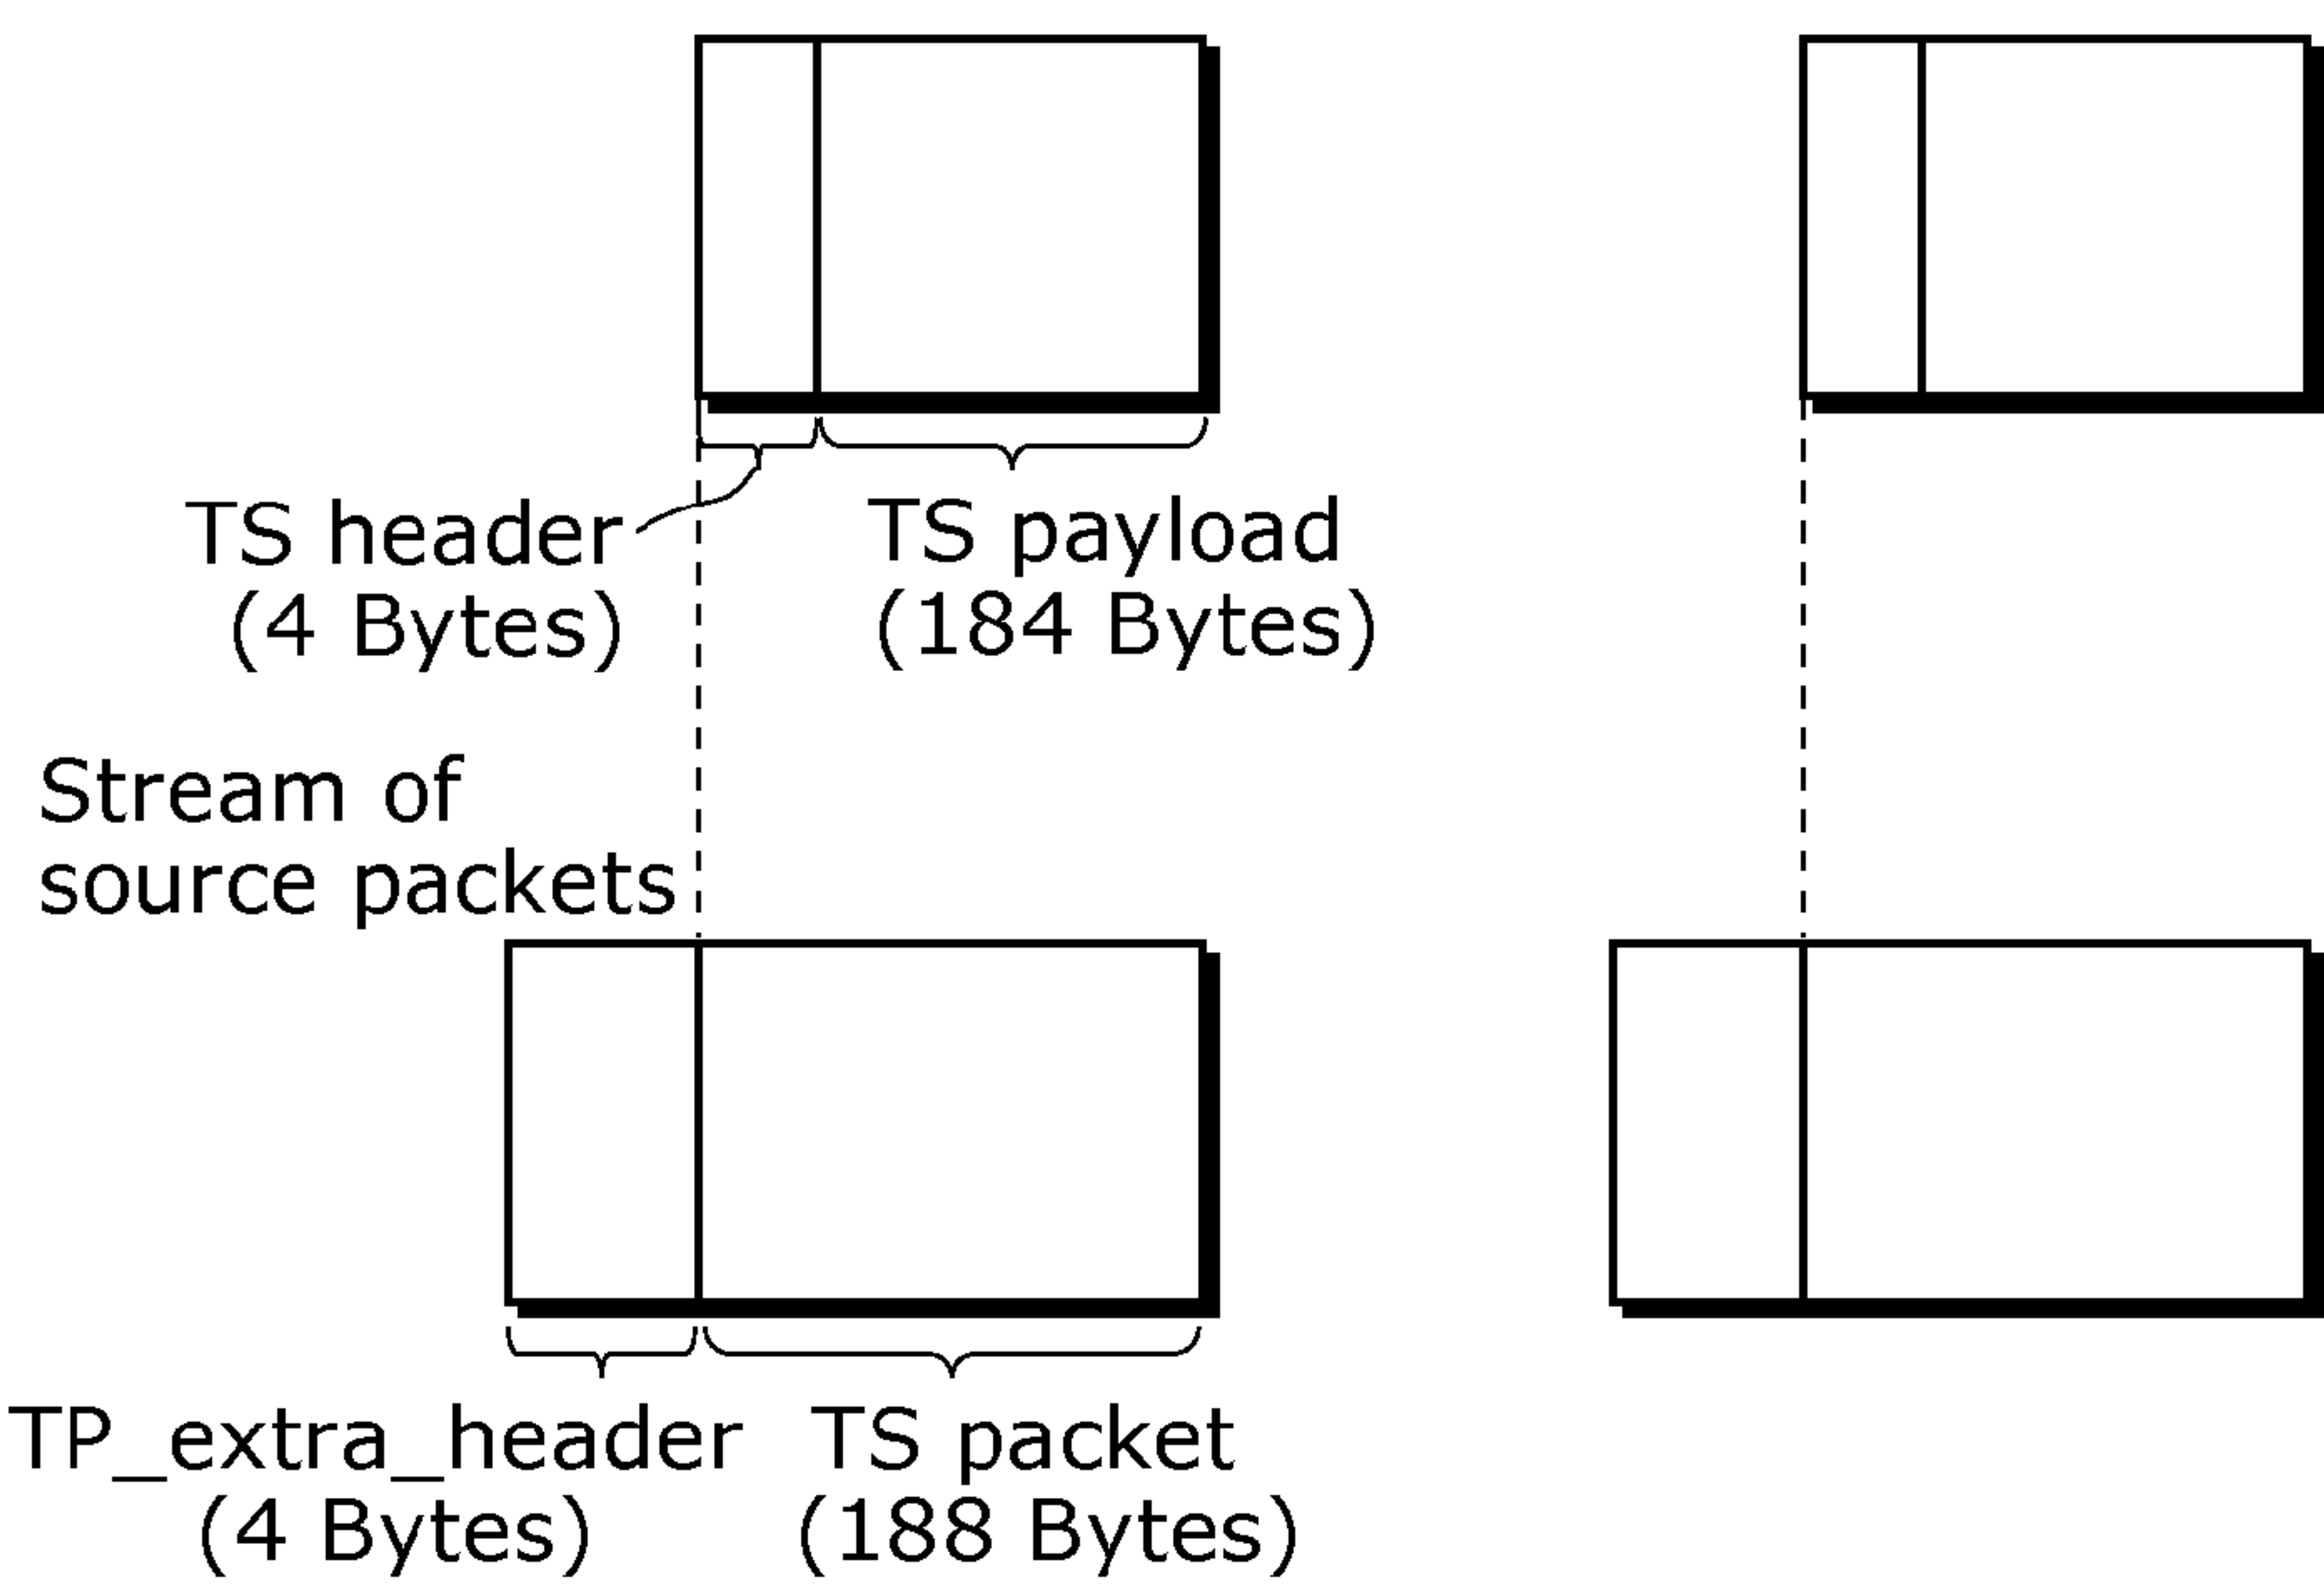 TS header
(4 Bytes)
TS payload
(184 Bytes)
Stream of
source packets
TP_extra_header
(4 Bytes)
TS packet
(188 Bytes)